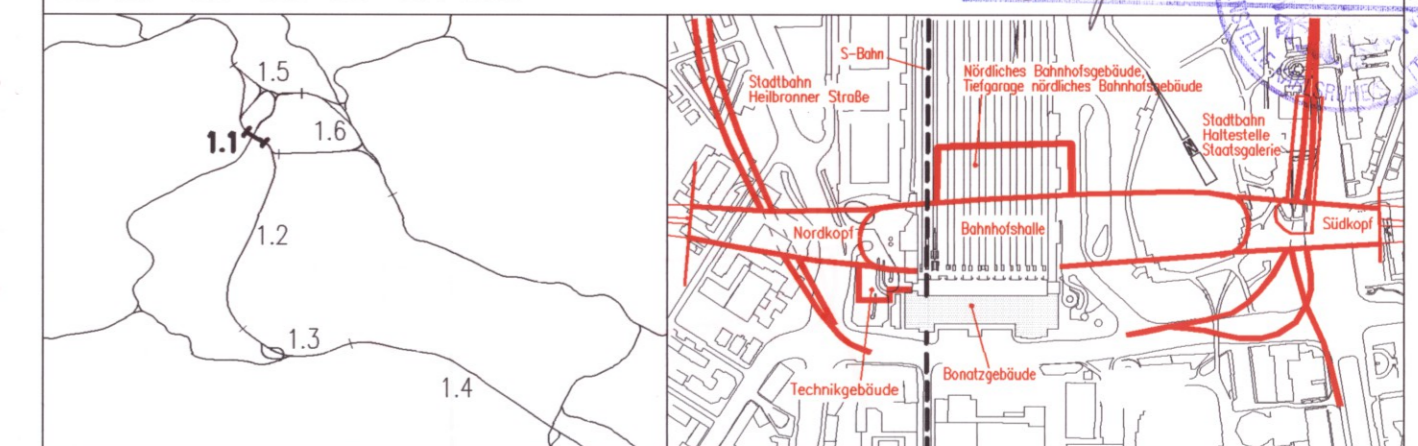 1.5
1.1
1.6
1.2
1.3
1.4
S-Bahn
Stadtbahn
Heilbronner Straße
Nördliches Bahnhofsgebäude,
Tiefgarage nördliches Bahnhofsgebäude
Stadtbahn
Haltestelle
Staatsgalerie
Nordkopf
Bahnhofshalle
Südkopf
Technikgebäude
Bonatzgebäude